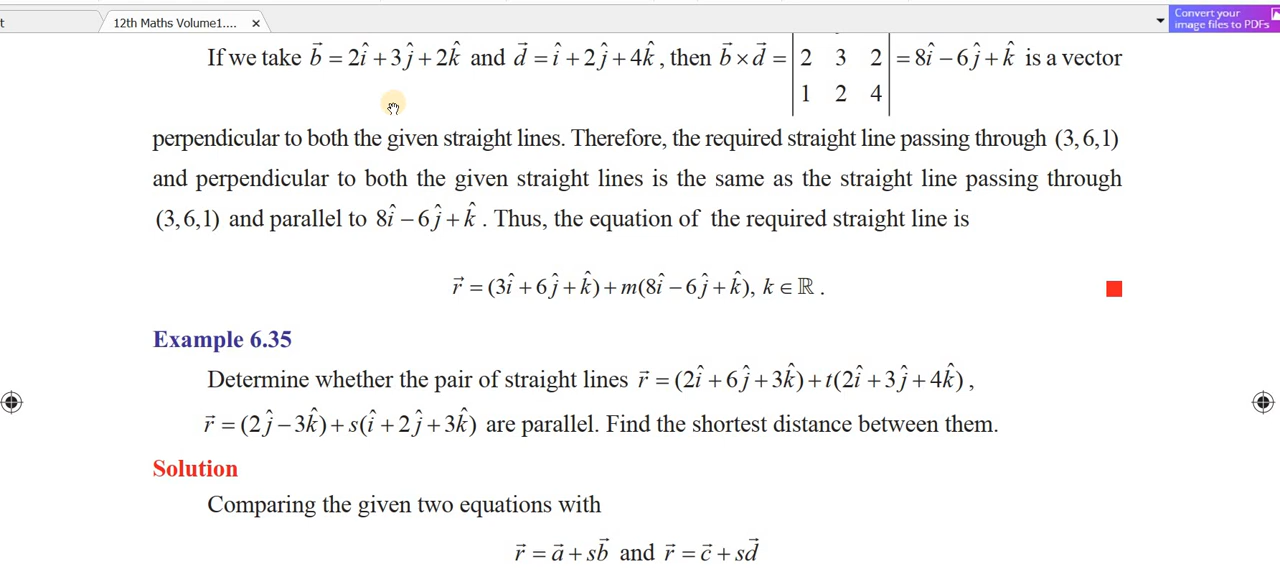 t
12th Maths Volume1.... ×
Convert your
image files to PDFs
If we take b⃗ = 2î + 3ĵ + 2k̂ and d⃗ = î + 2ĵ + 4k̂, then b⃗ × d⃗ = | 2 3 2 | = 8î − 6ĵ + k̂ is a vector
1 2 4
perpendicular to both the given straight lines. Therefore, the required straight line passing through (3, 6, 1)
and perpendicular to both the given straight lines is the same as the straight line passing through
(3, 6, 1) and parallel to 8î − 6ĵ + k̂ . Thus, the equation of the required straight line is
r⃗ = (3î + 6ĵ + k̂) + m(8î − 6ĵ + k̂), k ∈ ℝ .
Example 6.35
Determine whether the pair of straight lines r⃗ = (2î + 6ĵ + 3k̂) + t(2î + 3ĵ + 4k̂) ,
r⃗ = (2ĵ − 3k̂) + s(î + 2ĵ + 3k̂) are parallel. Find the shortest distance between them.
Solution
Comparing the given two equations with
r⃗ = a⃗ + sb⃗ and r⃗ = c⃗ + sd⃗